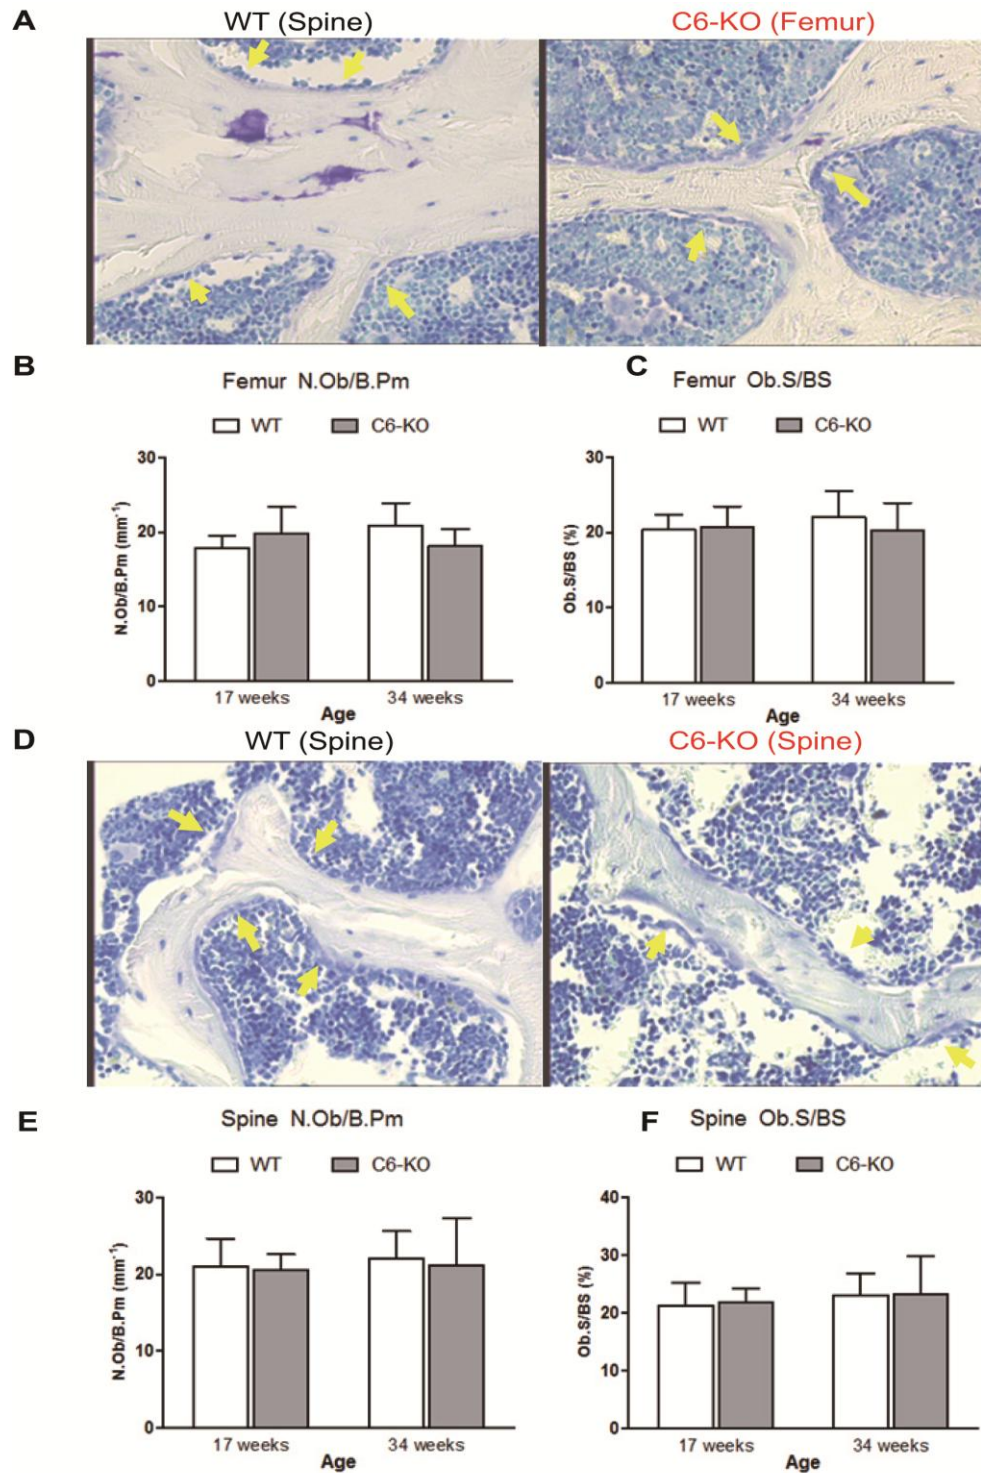 A
WT (Spine)
C6-KO (Femur)
B
Femur N.Ob/B.Pm
WT
C6-KO
N.Ob/B.Pm (mm⁻¹)
30
20
10
0
17 weeks
34 weeks
Age
C
Femur Ob.S/BS
WT
C6-KO
Ob.S/BS (%)
30
20
10
0
17 weeks
34 weeks
Age
D
WT (Spine)
C6-KO (Spine)
E
Spine N.Ob/B.Pm
WT
C6-KO
N.Ob/B.Pm (mm⁻¹)
30
20
10
0
17 weeks
34 weeks
Age
F
Spine Ob.S/BS
WT
C6-KO
Ob.S/BS (%)
40
30
20
10
0
17 weeks
34 weeks
Age